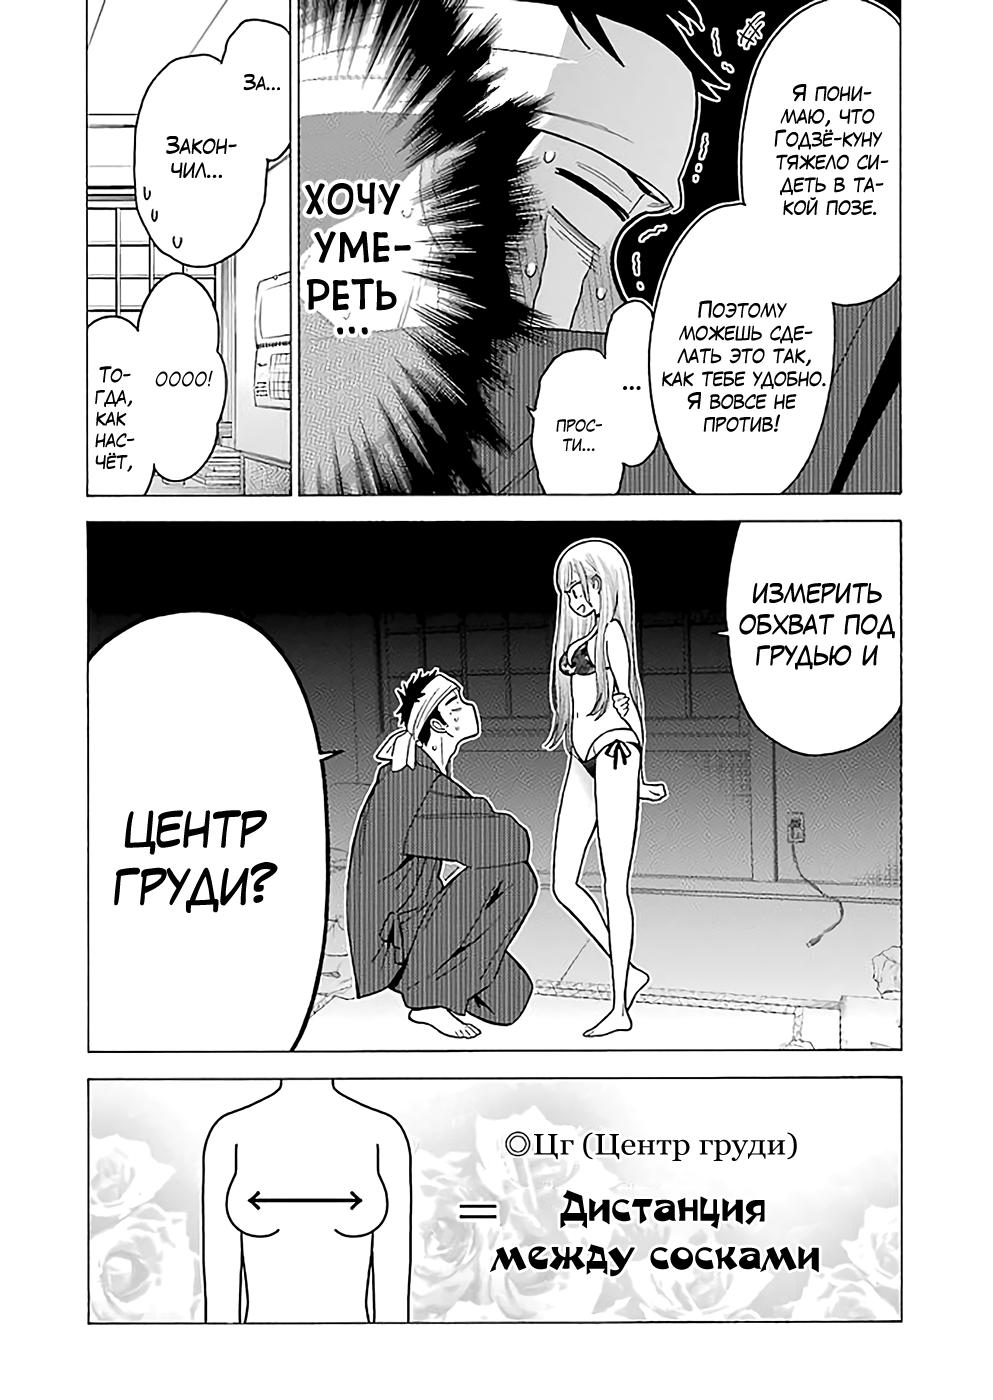 Я пони-
маю, что
Годзё-куну
тяжело си-
деть в та-
кой позе.
Поэтому
можешь сде-
лать это так,
как тебе удобно.
Я вовсе не
против!
...
прос-
ти...
ХОЧУ
УМЕ-
РЕТЬ
...
За...
Закон-
чил...
оооо!
То-
гда,
как
нас-
чёт,
измерить
обхват под
грудью и
центр
груди?
◎Цг (Центр груди)
= Дистанция
между сосками